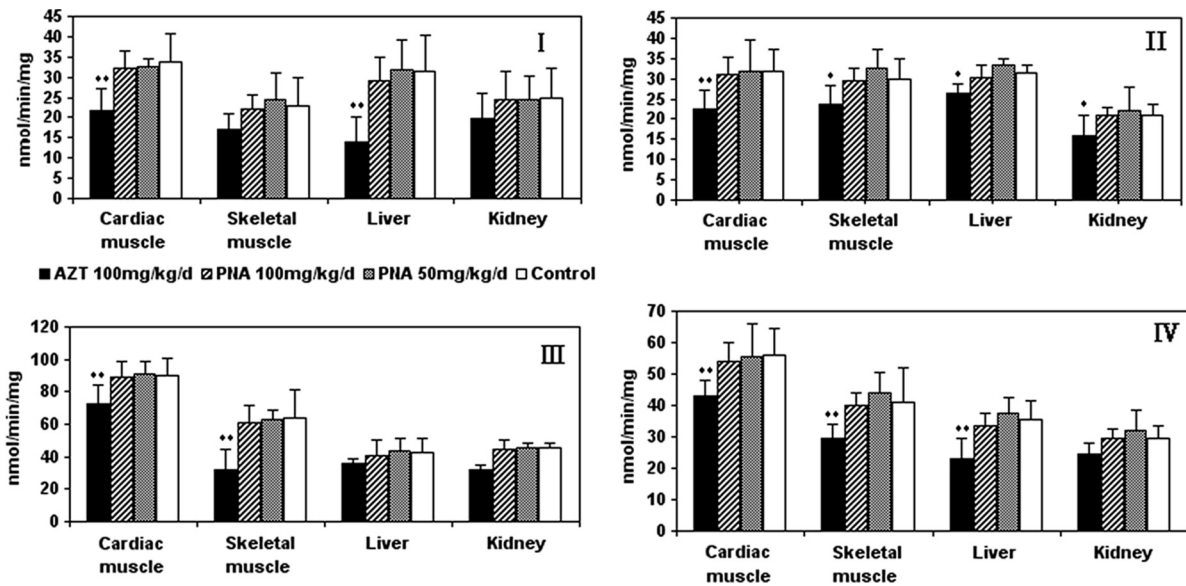 I
nmol/min/mg
45
40
35
30
25
20
15
10
5
0
Cardiac muscle
Skeletal muscle
Liver
Kidney
II
nmol/min/mg
45
40
35
30
25
20
15
10
5
0
Cardiac muscle
Skeletal muscle
Liver
Kidney
AZT 100mg/kg/d PNA 100mg/kg/d PNA 50mg/kg/d Control
III
nmol/min/mg
120
100
80
60
40
20
0
Cardiac muscle
Skeletal muscle
Liver
Kidney
IV
nmol/min/mg
70
60
50
40
30
20
10
0
Cardiac muscle
Skeletal muscle
Liver
Kidney